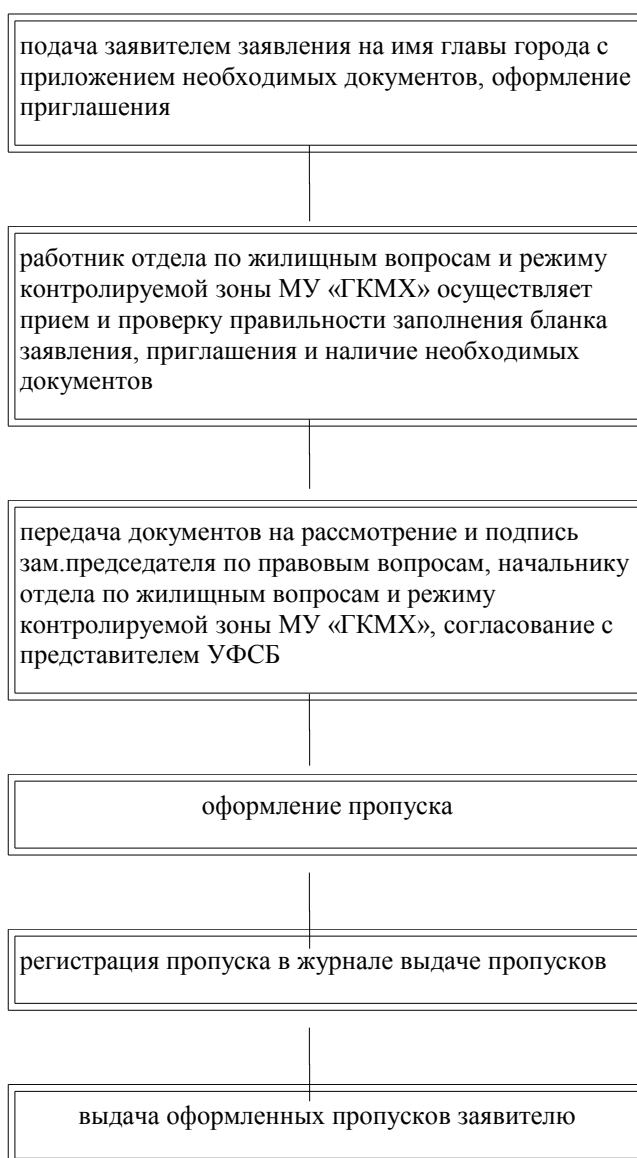 подача заявителем заявления на имя главы города с
приложением необходимых документов, оформление
приглашения
работник отдела по жилищным вопросам и режиму
контролируемой зоны МУ «ГКМХ» осуществляет
прием и проверку правильности заполнения бланка
заявления, приглашения и наличие необходимых
документов
передача документов на рассмотрение и подпись
зам.председателя по правовым вопросам, начальнику
отдела по жилищным вопросам и режиму
контролируемой зоны МУ «ГКМХ», согласование с
представителем УФСБ
оформление пропуска
регистрация пропуска в журнале выдаче пропусков
выдача оформленных пропусков заявителю